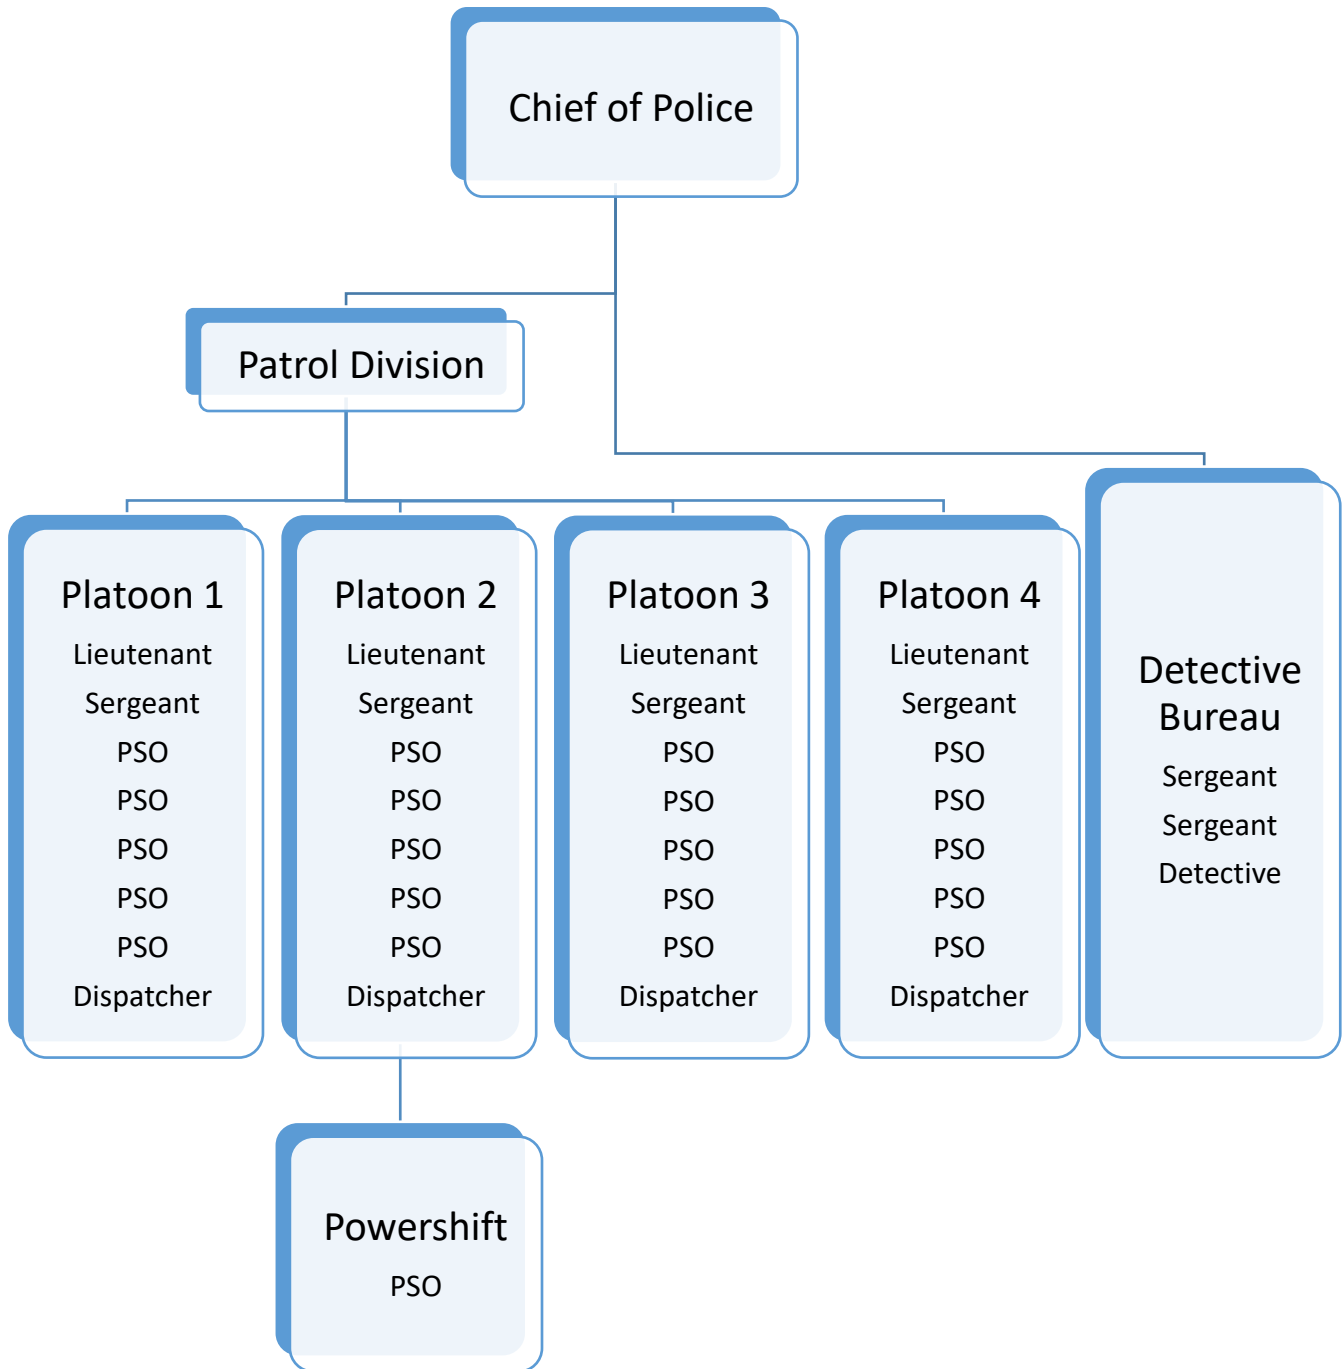 Chief of Police
Patrol Division
Platoon 1
Lieutenant
Sergeant
PSO
PSO
PSO
PSO
PSO
Dispatcher
Platoon 2
Lieutenant
Sergeant
PSO
PSO
PSO
PSO
PSO
Dispatcher
Platoon 3
Lieutenant
Sergeant
PSO
PSO
PSO
PSO
PSO
Dispatcher
Platoon 4
Lieutenant
Sergeant
PSO
PSO
PSO
PSO
PSO
Dispatcher
Detective
Bureau
Sergeant
Sergeant
Detective
Powershift
PSO